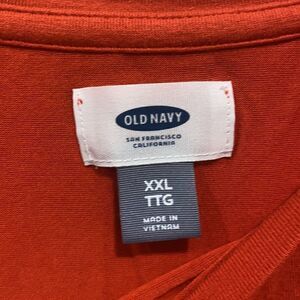 OLD NAVY
SAN FRANCISCO
CALIFORNIA
XXL
TTG
MADE IN
VIETNAM